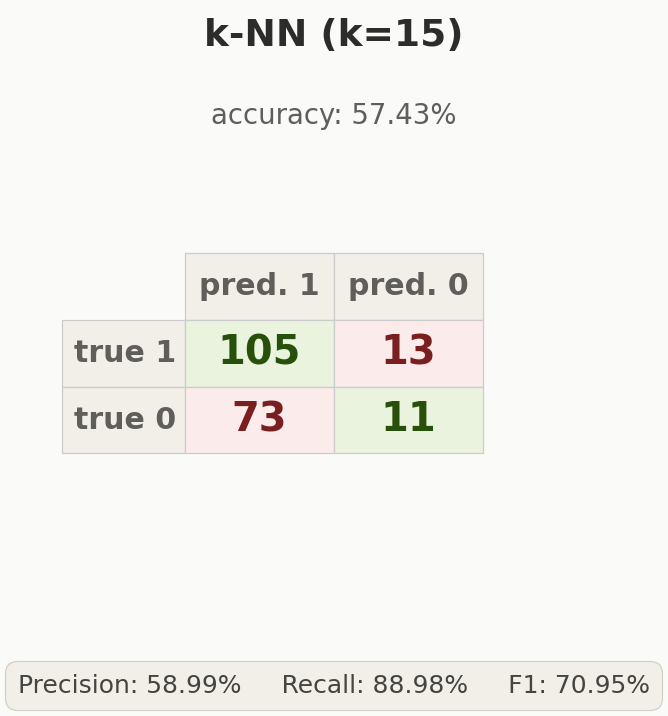 k-NN (k=15)
accuracy: 57.43%
pred. 1 pred. 0
true 1 105 13
true 0 73 11
Precision: 58.99% Recall: 88.98% F1: 70.95%